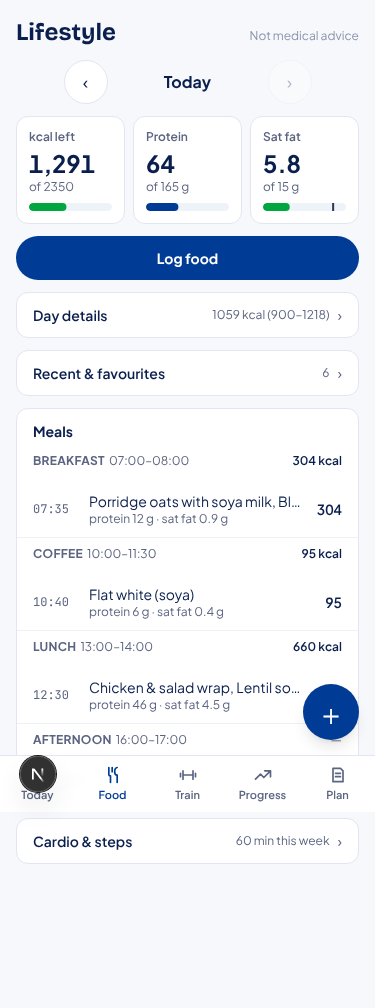 Lifestyle
Not medical advice
‹ Today ›
kcal left
1,291
of 2350
Protein
64
of 165 g
Sat fat
5.8
of 15 g
Log food
Day details 1059 kcal (900–1218) ›
Recent & favourites 6 ›
Meals
BREAKFAST 07:00–08:00 304 kcal
07:35 Porridge oats with soya milk, Bl... 304
protein 12 g · sat fat 0.9 g
COFFEE 10:00–11:30 95 kcal
10:40 Flat white (soya) 95
protein 6 g · sat fat 0.4 g
LUNCH 13:00–14:00 660 kcal
12:30 Chicken & salad wrap, Lentil so...
protein 46 g · sat fat 4.5 g
+
AFTERNOON 16:00–17:00 –
N
Today Food Train Progress Plan
Cardio & steps 60 min this week ›